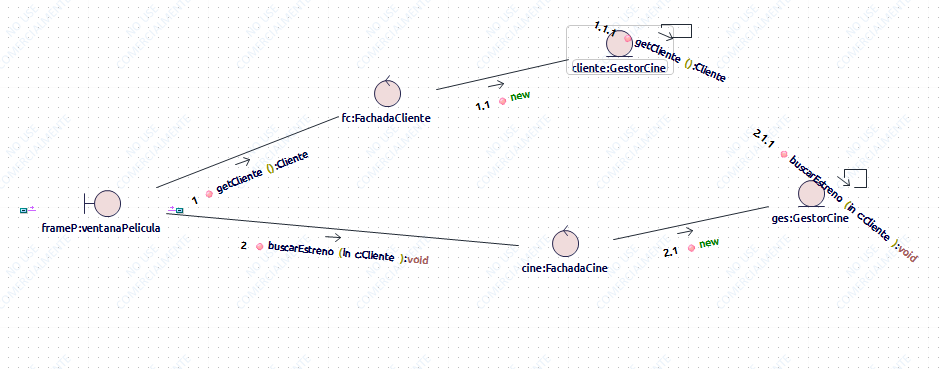 1.1.1 getCliente ():Cliente
cliente:GestorCine
1.1 new
fc:FachadaCliente
1 getCliente ():Cliente
frameP:ventanaPelicula
2 buscarEstreno (in c:Cliente ):void
cine:FachadaCine
2.1 new
2.1.1 buscarEstreno (in c:Cliente ):void
ges:GestorCine